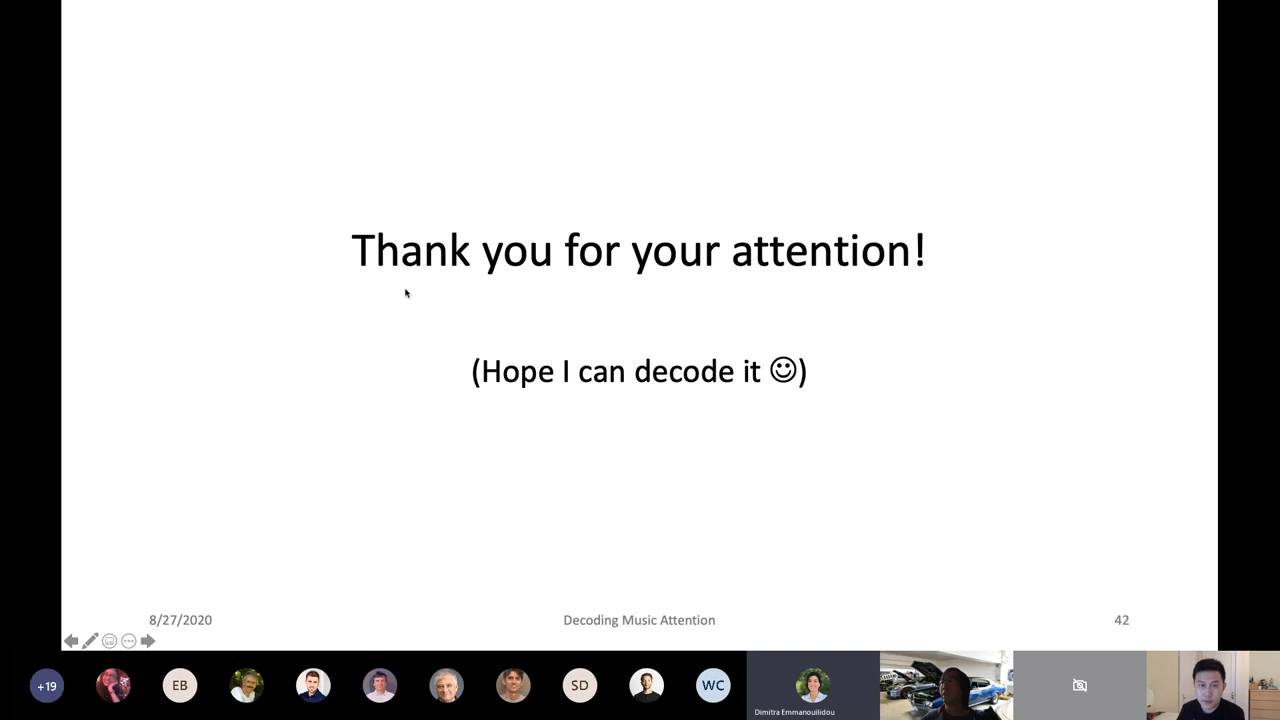 Thank you for your attention!
(Hope I can decode it ☺)
8/27/2020
Decoding Music Attention
42
+19
EB
SD
WC
Dimitra Emmanouilidou